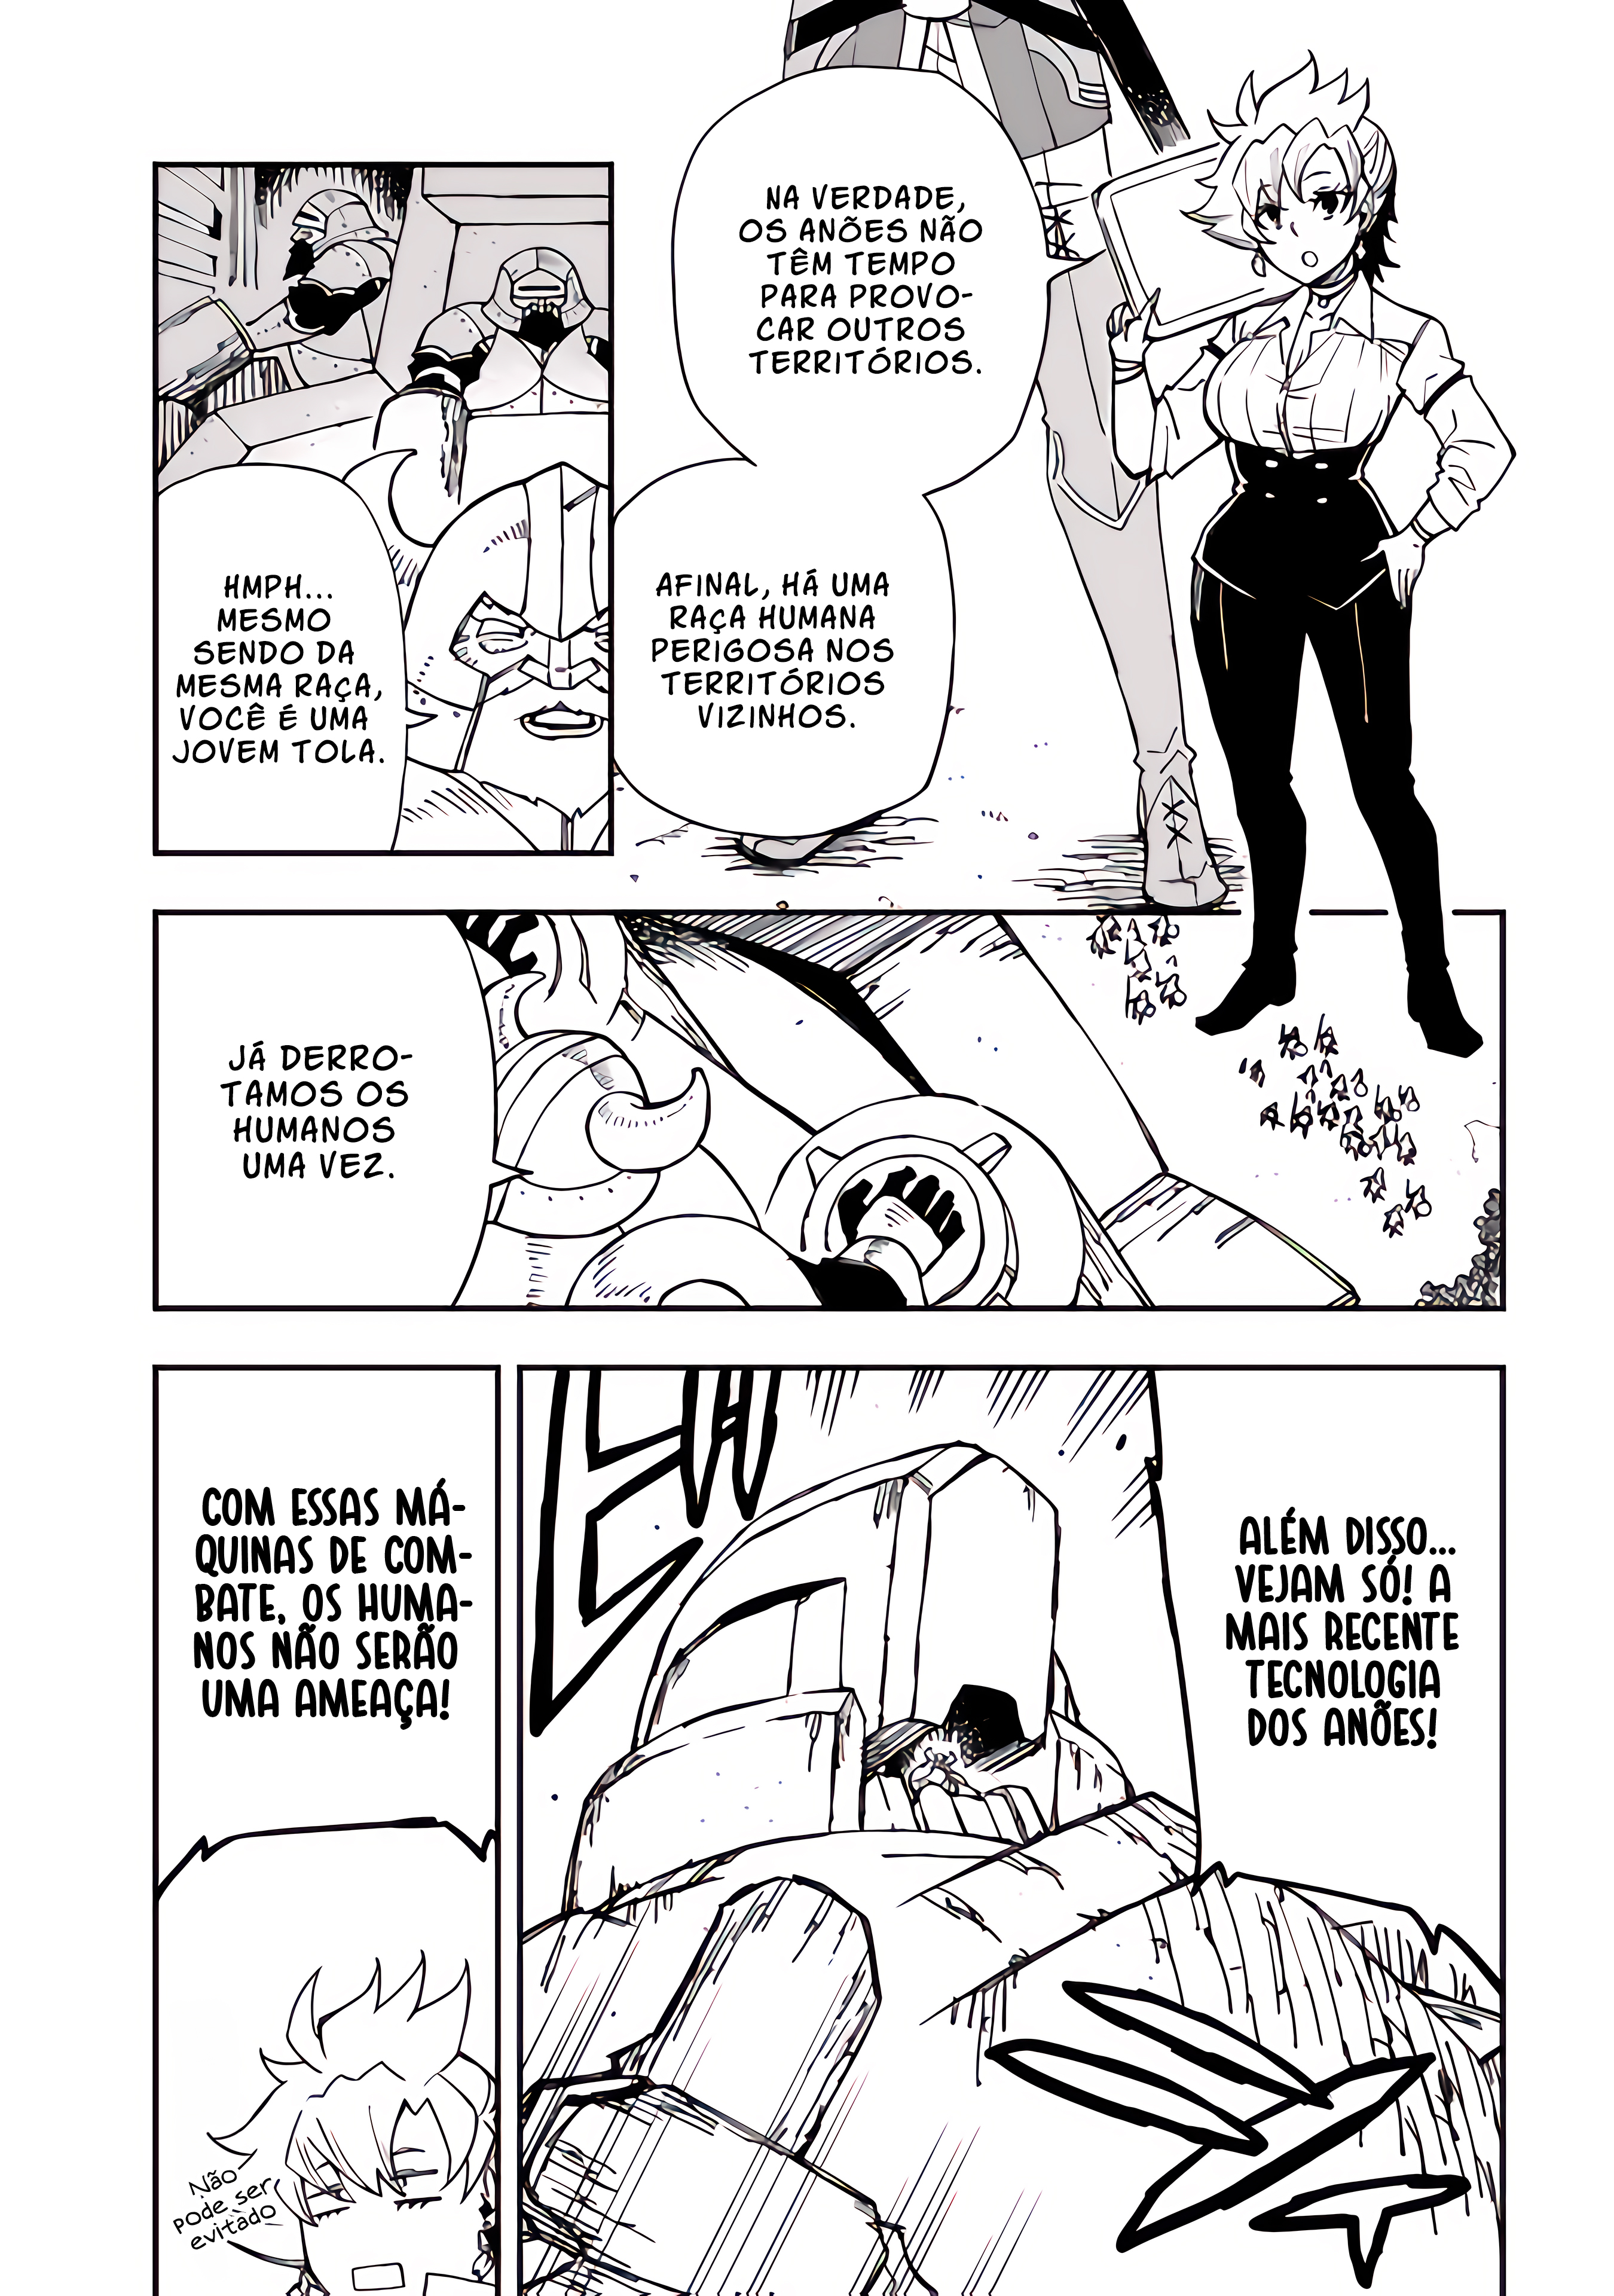 NA VERDADE,
OS ANÕES NÃO
TÊM TEMPO
PARA PROVO-
CAR OUTROS
TERRITÓRIOS.
AFINAL, HÁ UMA
RAÇA HUMANA
PERIGOSA NOS
TERRITÓRIOS
VIZINHOS.
HMPH...
MESMO
SENDO DA
MESMA RAÇA,
VOCÊ É UMA
JOVEM TOLA.
JÁ DERRO-
TAMOS OS
HUMANOS
UMA VEZ.
ALÉM DISSO...
VEJAM SÓ! A
MAIS RECENTE
TECNOLOGIA
DOS ANÕES!
COM ESSAS MÁ-
QUINAS DE COM-
BATE, OS HUMA-
NOS NÃO SERÃO
UMA AMEAÇA!
Não
pode ser
evitado